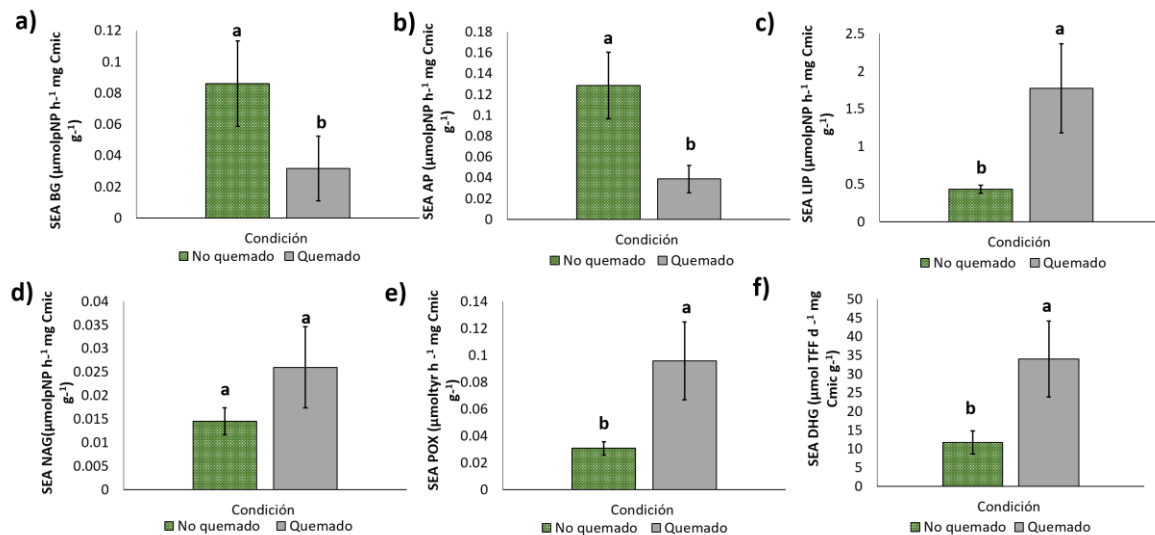 a)
SEA BG (µmolpNP h-¹ mg Cmic
g-¹)
0.12
0.1
0.08
0.06
0.04
0.02
0
a
b
Condición
No quemado Quemado
b)
SEA AP (µmolpNP h-¹ mg Cmic
g-¹)
0.18
0.16
0.14
0.12
0.1
0.08
0.06
0.04
0.02
0
a
b
Condición
No quemado Quemado
c)
SEA LIP (µmolpNP h-¹ mg Cmic
g-¹)
2.5
2
1.5
1
0.5
0
b
a
Condición
No quemado Quemado
d)
SEA NAG(µmolpNP h-¹ mg Cmic
g-¹)
0.04
0.035
0.03
0.025
0.02
0.015
0.01
0.005
0
a
a
Condición
No quemado Quemado
e)
SEA POX (µmoltyr h -¹ mg Cmic
g-¹)
0.14
0.12
0.1
0.08
0.06
0.04
0.02
0
b
a
Condición
No quemado Quemado
f)
SEA DHG (µmol TFF d -¹ mg
Cmic g-¹)
50
45
40
35
30
25
20
15
10
5
0
b
a
Condición
No quemado Quemado